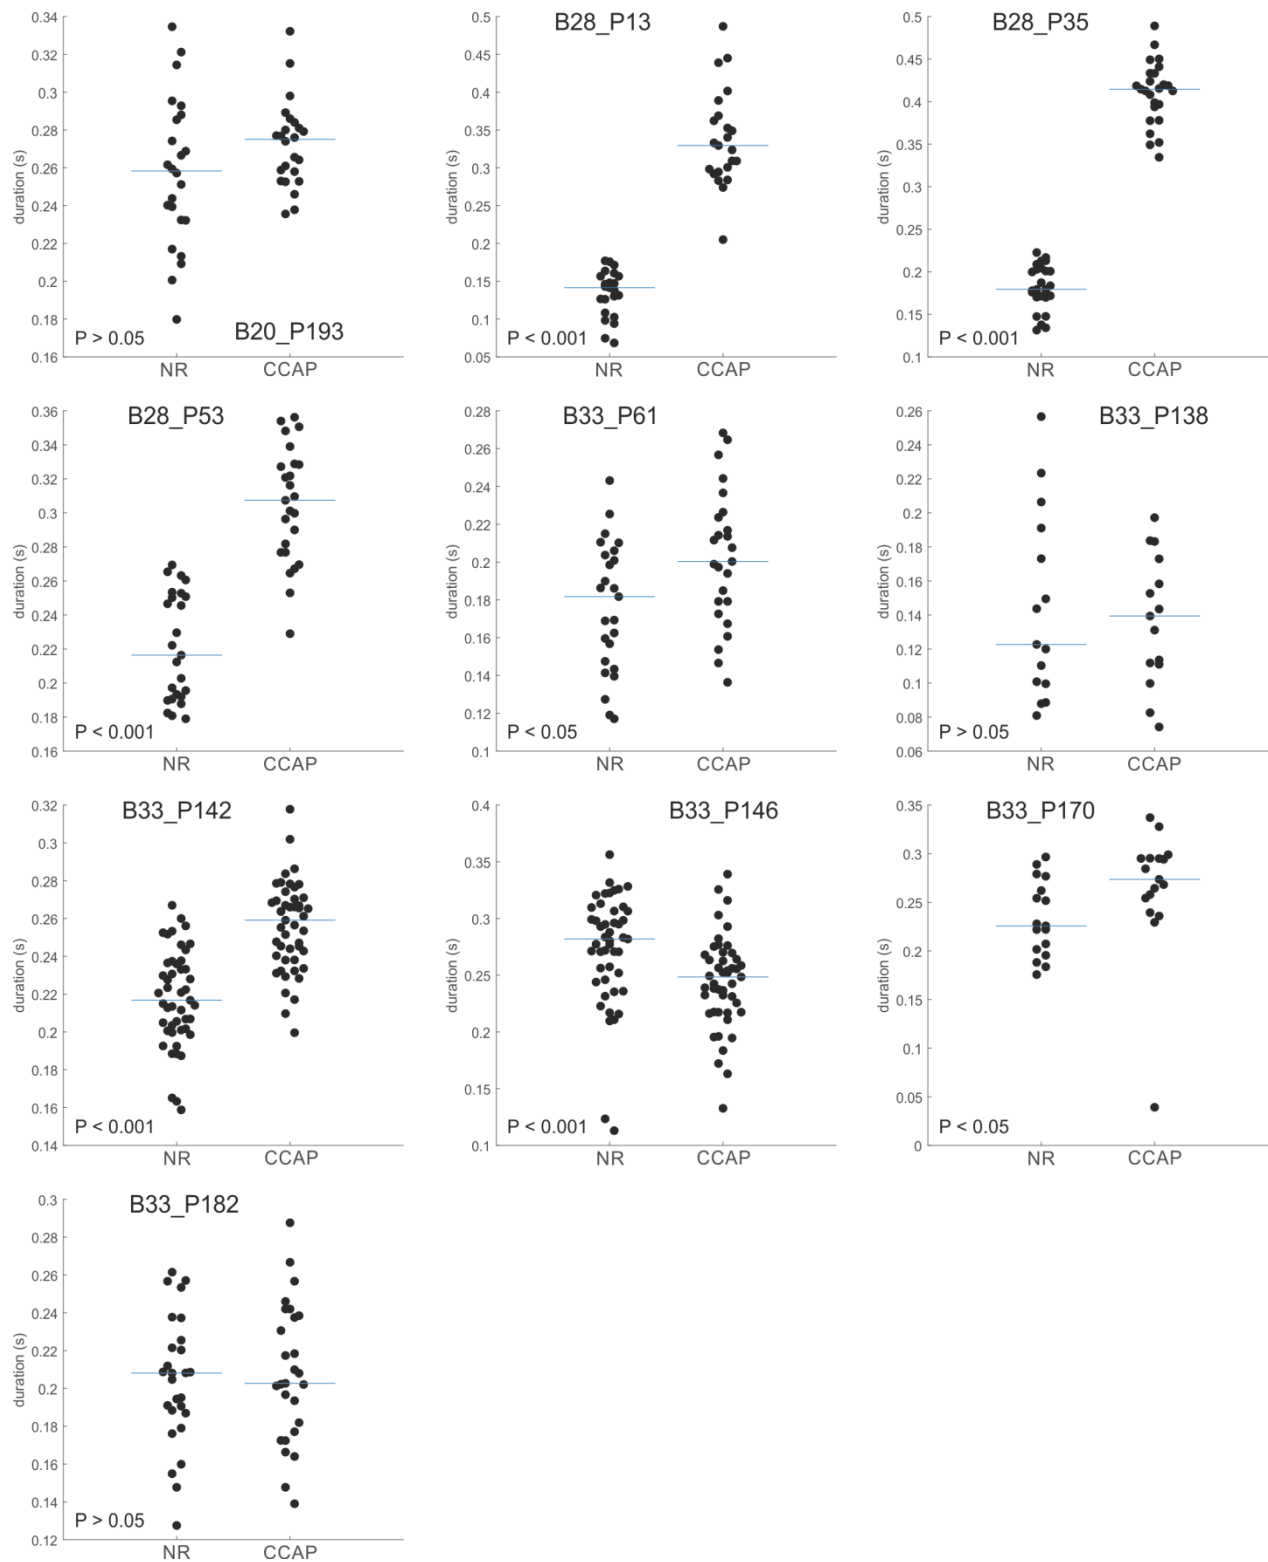 B20_P193
duration (s)
0.34
0.32
0.3
0.28
0.26
0.24
0.22
0.2
0.18
0.16
P > 0.05
NR CCAP
B28_P13
duration (s)
0.5
0.45
0.4
0.35
0.3
0.25
0.2
0.15
0.1
0.05
P < 0.001
NR CCAP
B28_P35
duration (s)
0.5
0.45
0.4
0.35
0.3
0.25
0.2
0.15
0.1
P < 0.001
NR CCAP
B28_P53
duration (s)
0.36
0.34
0.32
0.3
0.28
0.26
0.24
0.22
0.2
0.18
0.16
P < 0.001
NR CCAP
B33_P61
duration (s)
0.28
0.26
0.24
0.22
0.2
0.18
0.16
0.14
0.12
0.1
P < 0.05
NR CCAP
B33_P138
duration (s)
0.26
0.24
0.22
0.2
0.18
0.16
0.14
0.12
0.1
0.08
0.06
P > 0.05
NR CCAP
B33_P142
duration (s)
0.32
0.3
0.28
0.26
0.24
0.22
0.2
0.18
0.16
0.14
P < 0.001
NR CCAP
B33_P146
duration (s)
0.4
0.35
0.3
0.25
0.2
0.15
0.1
P < 0.001
NR CCAP
B33_P170
duration (s)
0.35
0.3
0.25
0.2
0.15
0.1
0.05
0
P < 0.05
NR CCAP
B33_P182
duration (s)
0.3
0.28
0.26
0.24
0.22
0.2
0.18
0.16
0.14
0.12
P > 0.05
NR CCAP